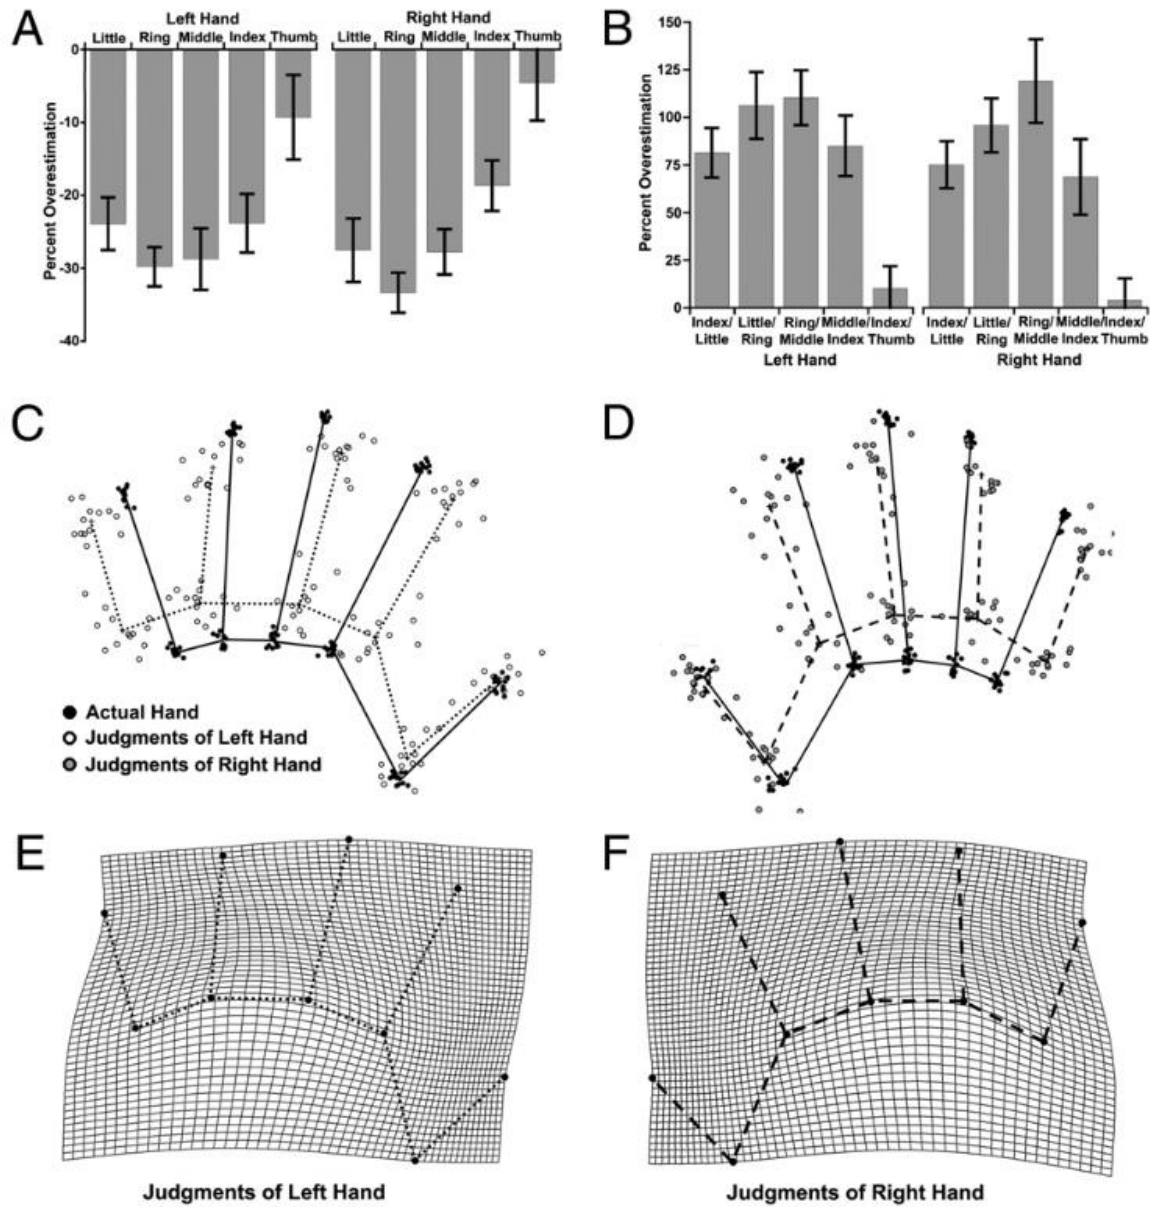 A
Left Hand
Right Hand
Little Ring Middle Index Thumb
Little Ring Middle Index Thumb
Percent Overestimation
0
-10
-20
-30
-40
B
Percent Overestimation
150
125
100
75
50
25
0
Index/ Little/ Ring/ Middle/ Index/
Little Ring Middle Index Thumb
Left Hand
Index/ Little/ Ring/ Middle/ Index/
Little Ring Middle Index Thumb
Right Hand
C
Actual Hand
Judgments of Left Hand
Judgments of Right Hand
D
E
Judgments of Left Hand
F
Judgments of Right Hand